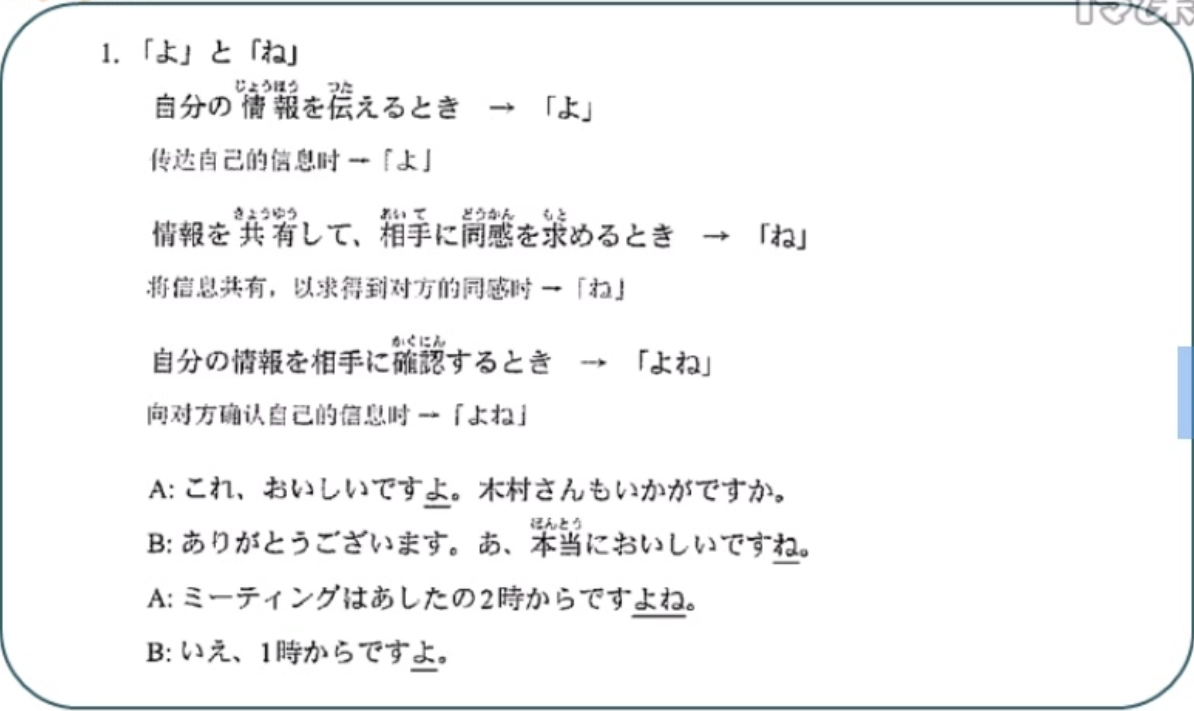 1. 「よ」と「ね」
じょうほう つた
自分の情報を伝えるとき → 「よ」
传达自己的信息时 →「よ」
きょうゆう あいて どうかん もと
情報を共有して、相手に同感を求めるとき → 「ね」
将信息共有，以求得到对方的同感时 →「ね」
かくにん
自分の情報を相手に確認するとき → 「よね」
向对方确认自己的信息时 →「よね」
A: これ、おいしいですよ。木村さんもいかがですか。
ほんとう
B: ありがとうございます。あ、本当においしいですね。
A: ミーティングはあしたの2時からですよね。
B: いえ、1時からですよ。